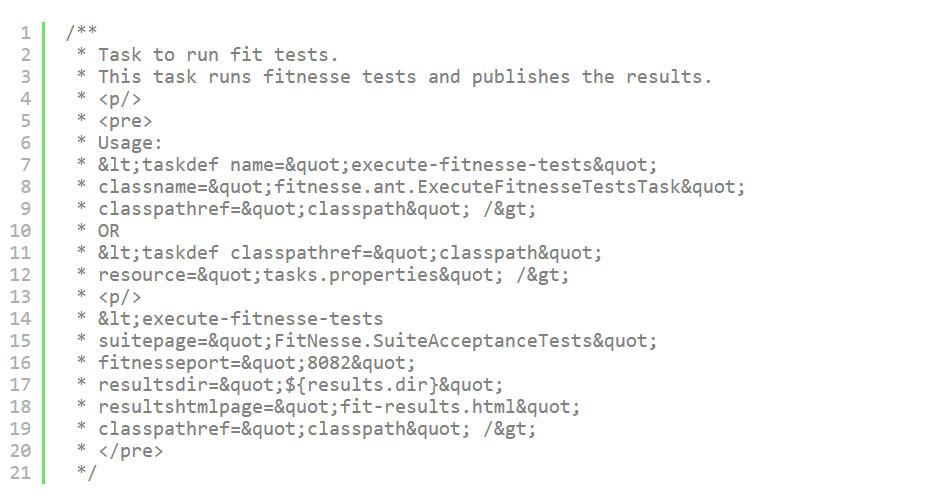 1 /**
2 * Task to run fit tests.
3 * This task runs fitnesse tests and publishes the results.
4 * <p/>
5 * <pre>
6 * Usage:
7 * &lt;taskdef name=&quot;execute-fitnesse-tests&quot;
8 * classname=&quot;fitnesse.ant.ExecuteFitnesseTestsTask&quot;
9 * classpathref=&quot;classpath&quot; /&gt;
10 * OR
11 * &lt;taskdef classpathref=&quot;classpath&quot;
12 * resource=&quot;tasks.properties&quot; /&gt;
13 * <p/>
14 * &lt;execute-fitnesse-tests
15 * suitepage=&quot;FitNesse.SuiteAcceptanceTests&quot;
16 * fitnesseport=&quot;8082&quot;
17 * resultsdir=&quot;${results.dir}&quot;
18 * resultshtmlpage=&quot;fit-results.html&quot;
19 * classpathref=&quot;classpath&quot; /&gt;
20 * </pre>
21 */